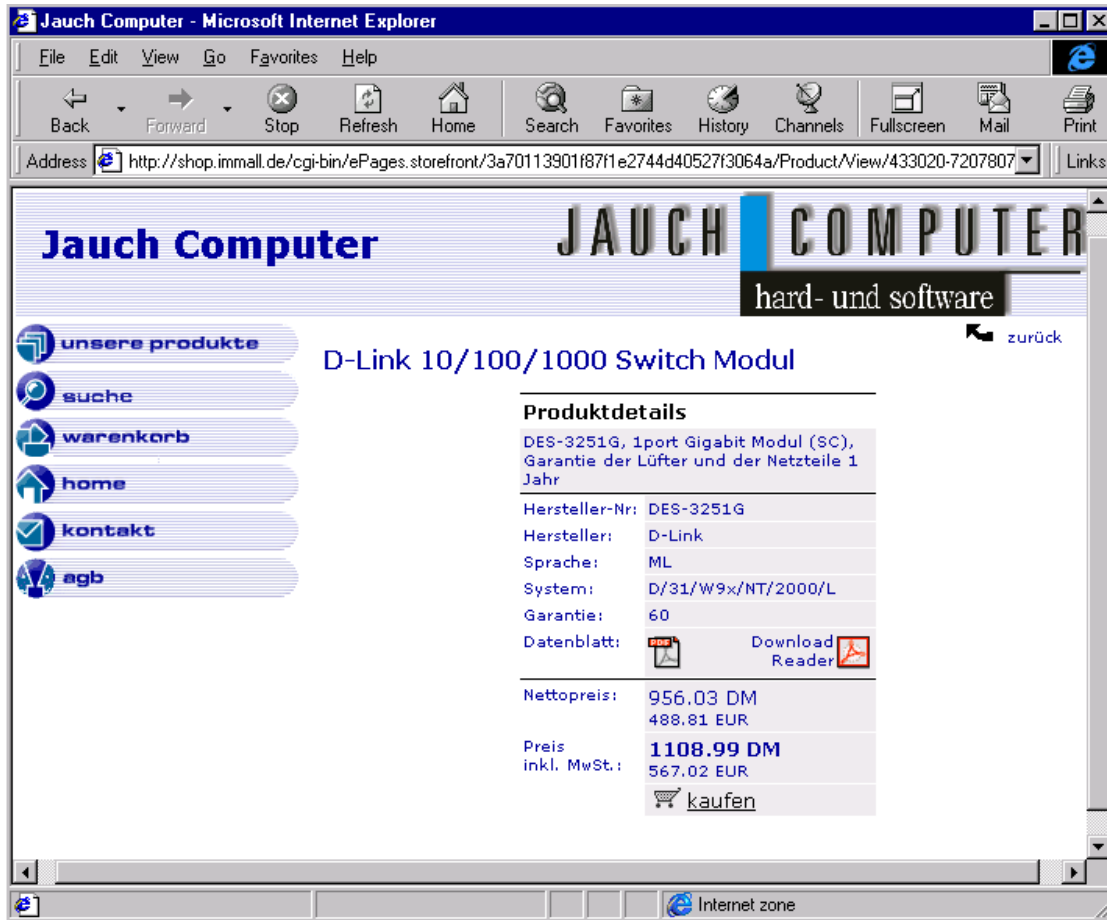 Jauch Computer - Microsoft Internet Explorer
File Edit View Go Favorites Help
Back Forward Stop Refresh Home Search Favorites History Channels Fullscreen Mail Print
Address http://shop.immall.de/cgi-bin/ePages.storefront/3a70113901f87f1e2744d40527f3064a/Product/View/433020-7207807 Links
Jauch Computer
JAUCH COMPUTER
hard- und software
zurück
unsere produkte
suche
warenkorb
home
kontakt
agb
D-Link 10/100/1000 Switch Modul
Produktdetails
DES-3251G, 1port Gigabit Modul (SC),
Garantie der Lüfter und der Netzteile 1
Jahr
Hersteller-Nr: DES-3251G
Hersteller: D-Link
Sprache: ML
System: D/31/W9x/NT/2000/L
Garantie: 60
Datenblatt: PDF Download
Reader
Nettopreis: 956.03 DM
488.81 EUR
Preis 1108.99 DM
inkl. MwSt.: 567.02 EUR
kaufen
Internet zone